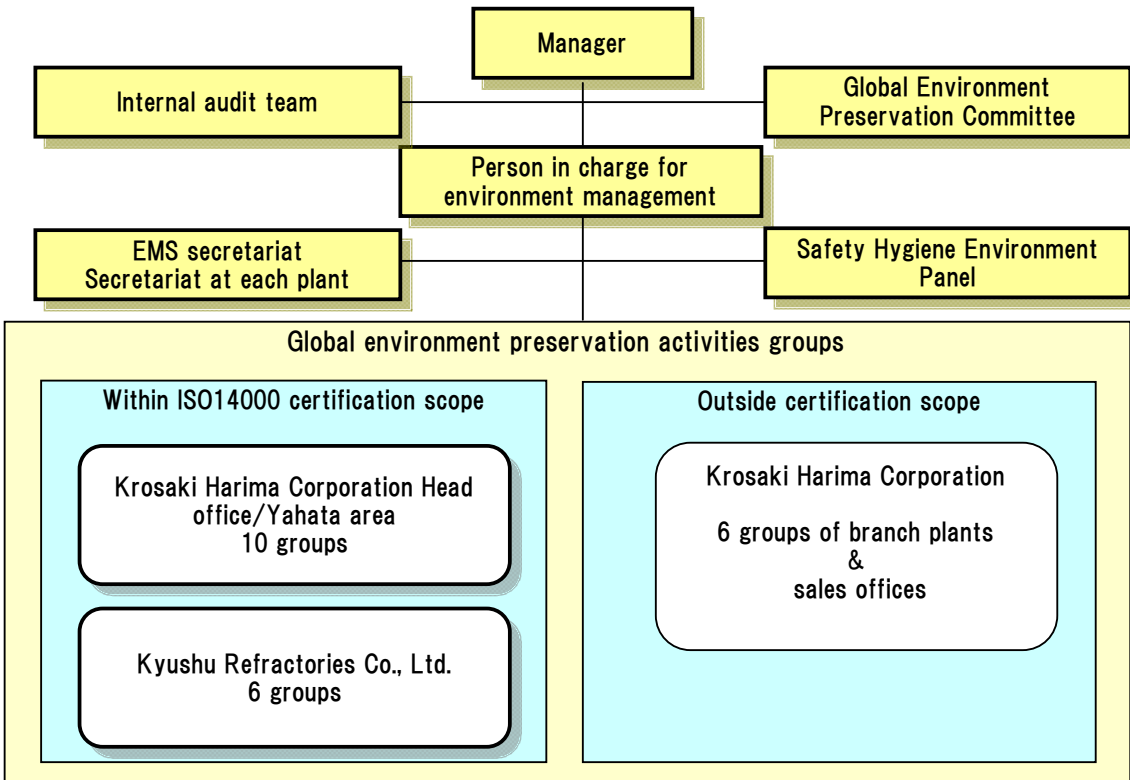 Manager
Internal audit team
Global Environment
Preservation Committee
Person in charge for
environment management
EMS secretariat
Secretariat at each plant
Safety Hygiene Environment
Panel
Global environment preservation activities groups
Within ISO14000 certification scope
Krosaki Harima Corporation Head
office/Yahata area
10 groups
Kyushu Refractories Co., Ltd.
6 groups
Outside certification scope
Krosaki Harima Corporation
6 groups of branch plants
&
sales offices